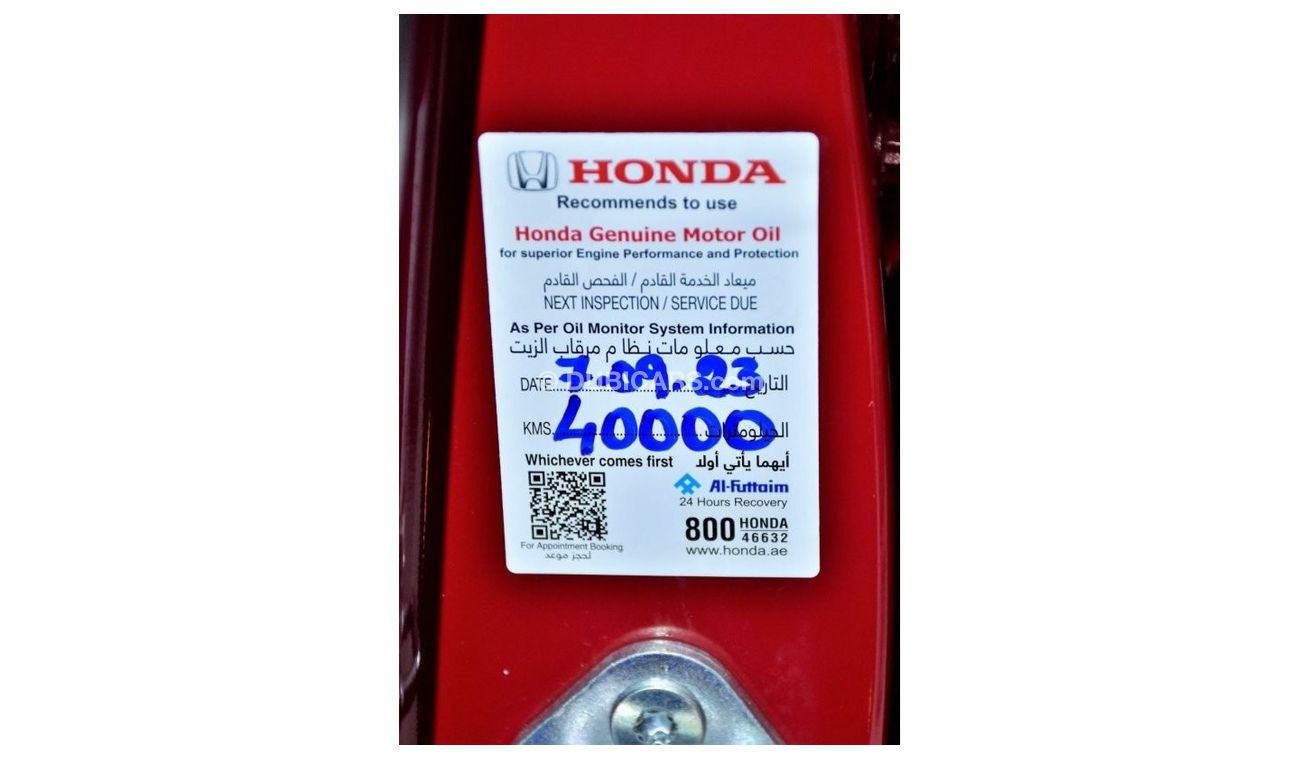 HONDA
Recommends to use
Honda Genuine Motor Oil
for superior Engine Performance and Protection
ميعاد الخدمة القادم / الفحص القادم
NEXT INSPECTION / SERVICE DUE
As Per Oil Monitor System Information
حسب معلومات نظام مرقاب الزيت
DATE 7.09.23 التاريخ
© DUBICARS.com
KMS 40000 الكيلومترات
Whichever comes first أيهما يأتي أولا
Al-Futtaim
24 Hours Recovery
800 HONDA 46632
www.honda.ae
For Appointment Booking
لحجز موعد